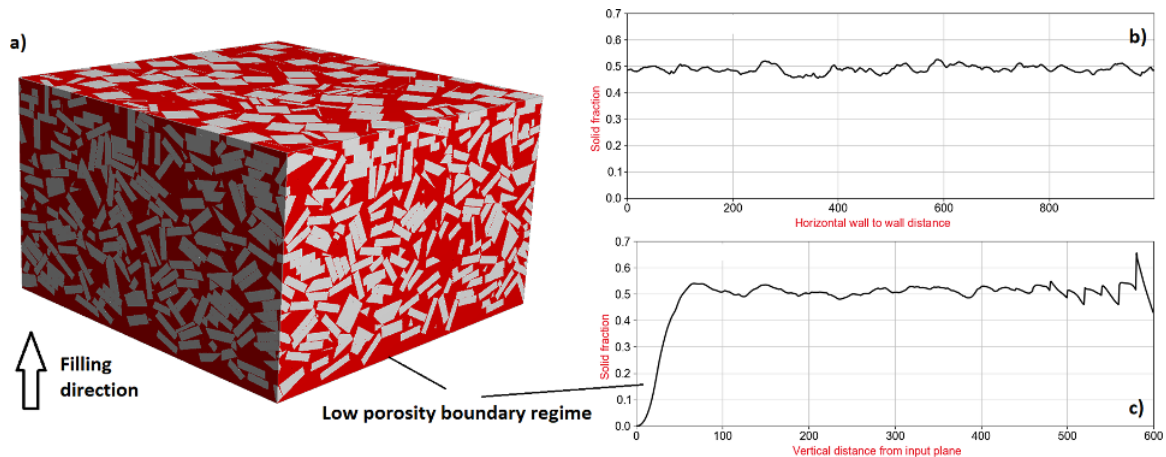 a)
Filling
direction
Low porosity boundary regime
b)
0.7
0.6
0.5
0.4
0.3
0.2
0.1
0.0
Solid fraction
0 200 400 600 800
Horizontal wall to wall distance
0.7
0.6
0.5
0.4
0.3
0.2
0.1
0.0
Solid fraction
c)
0 100 200 300 400 500 600
Vertical distance from input plane